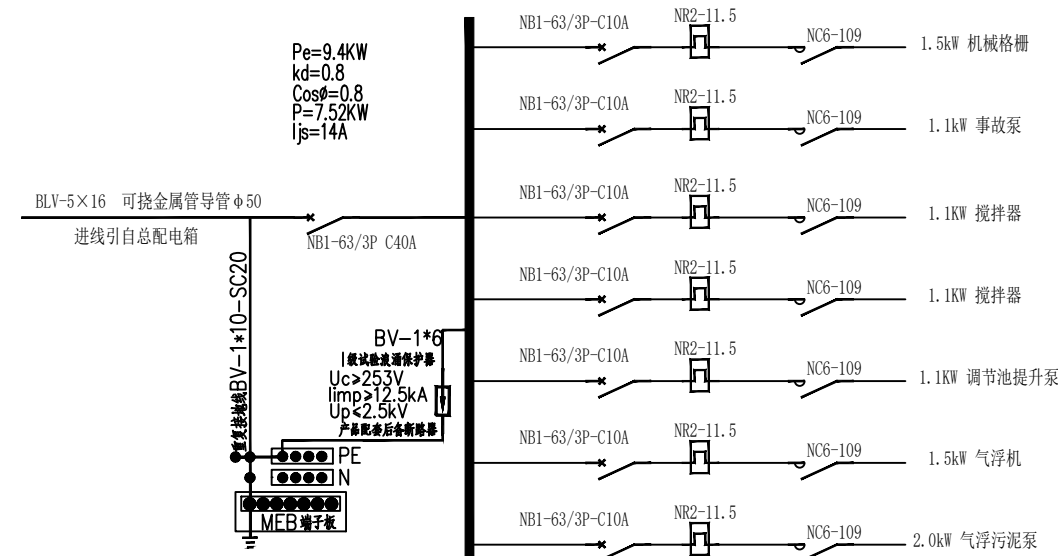 Pe=9.4KW
kd=0.8
Cosø=0.8
P=7.52KW
Ijs=14A
BLV-5×16 可挠金属管导管φ50
进线引自总配电箱
NB1-63/3P C40A
重复接地线BV-1*10-SC20
BV-1*6
I级试验浪涌保护器
Uc≥253V
Iimp≥12.5kA
Up≤2.5kV
产品配套后备断路器
PE
N
MEB端子板
NB1-63/3P-C10A NR2-11.5 NC6-109 1.5kW 机械格栅
NB1-63/3P-C10A NR2-11.5 NC6-109 1.1kW 事故泵
NB1-63/3P-C10A NR2-11.5 NC6-109 1.1KW 搅拌器
NB1-63/3P-C10A NR2-11.5 NC6-109 1.1KW 搅拌器
NB1-63/3P-C10A NR2-11.5 NC6-109 1.1KW 调节池提升泵
NB1-63/3P-C10A NR2-11.5 NC6-109 1.5kW 气浮机
NB1-63/3P-C10A NR2-11.5 NC6-109 2.0kW 气浮污泥泵